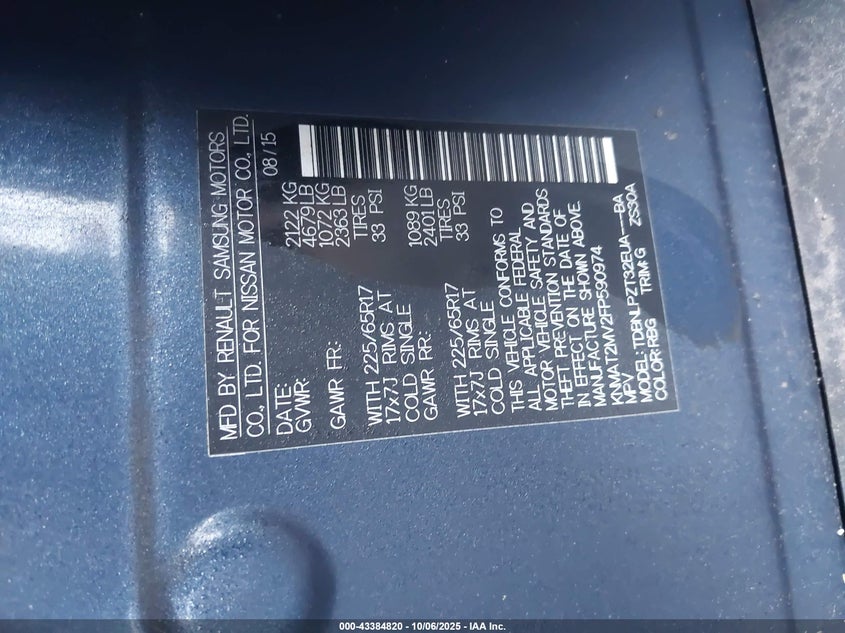 MFD BY RENAULT SAMSUNG MOTORS
CO., LTD. FOR NISSAN MOTOR CO., LTD.
DATE: 08/15
GVWR: 2122 KG
4679 LB
GAWR FR: 1072 KG
2363 LB
WITH 225/65R17 TIRES
17x7J RIMS AT 33 PSI
COLD SINGLE
GAWR RR: 1089 KG
2401 LB
WITH 225/65R17 TIRES
17x7J RIMS AT 33 PSI
COLD SINGLE
THIS VEHICLE CONFORMS TO
ALL APPLICABLE FEDERAL
MOTOR VEHICLE SAFETY AND
THEFT PREVENTION STANDARDS
IN EFFECT ON THE DATE OF
MANUFACTURE SHOWN ABOVE.
KNMAT2MV2FP590974
MPV
MODEL: TDBNLPZT32EUA----BA
COLOR: RBG TRIM: G 2S30A
000-43384820 - 10/06/2025 - IAA Inc.